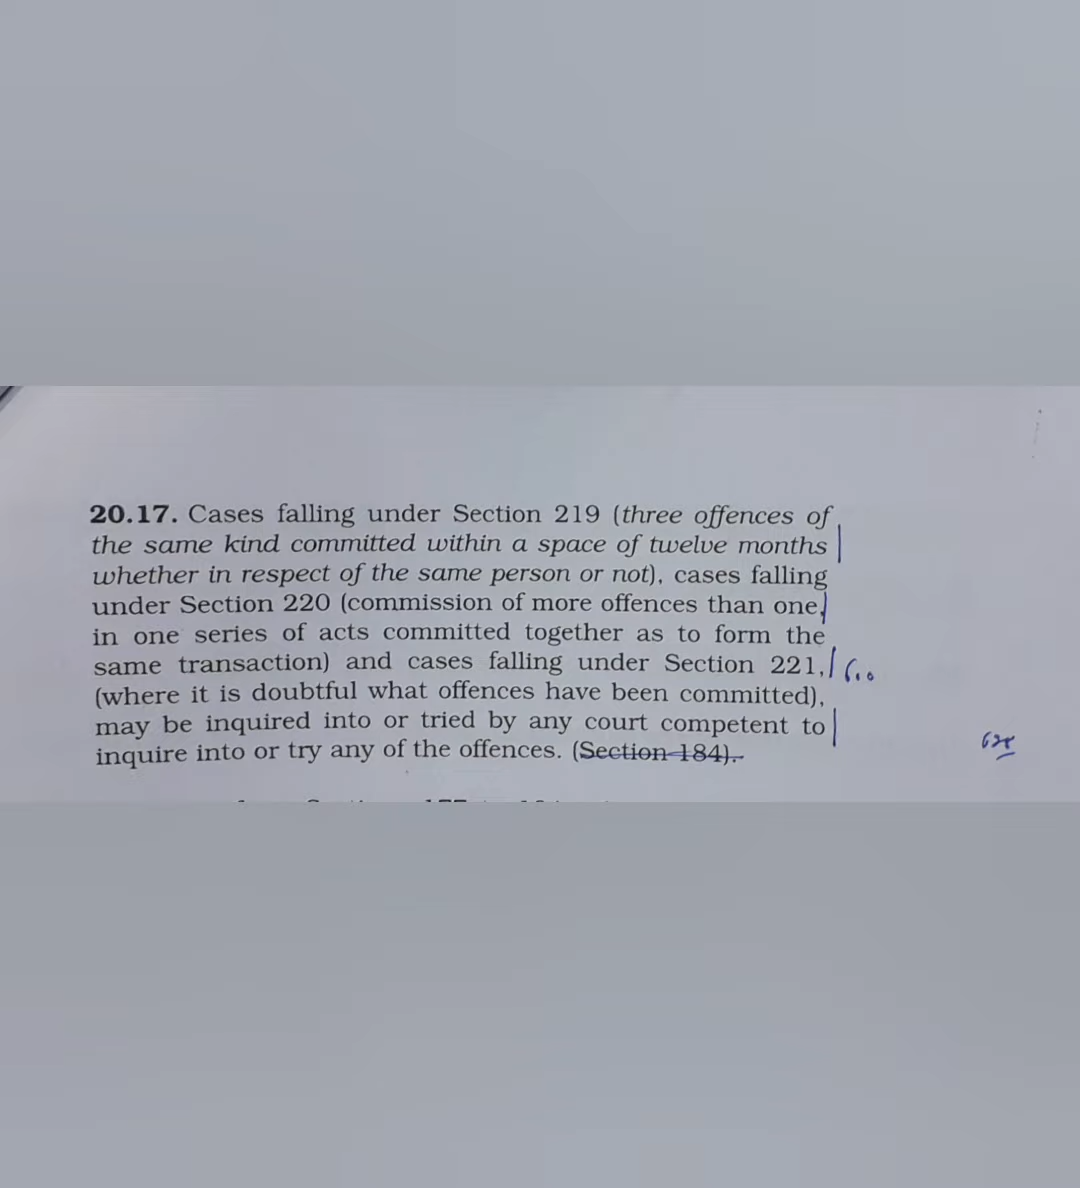 20.17. Cases falling under Section 219 (three offences of
the same kind committed within a space of twelve months
whether in respect of the same person or not), cases falling
under Section 220 (commission of more offences than one,
in one series of acts committed together as to form the
same transaction) and cases falling under Section 221,
(where it is doubtful what offences have been committed),
may be inquired into or tried by any court competent to
inquire into or try any of the offences. (Section 184).